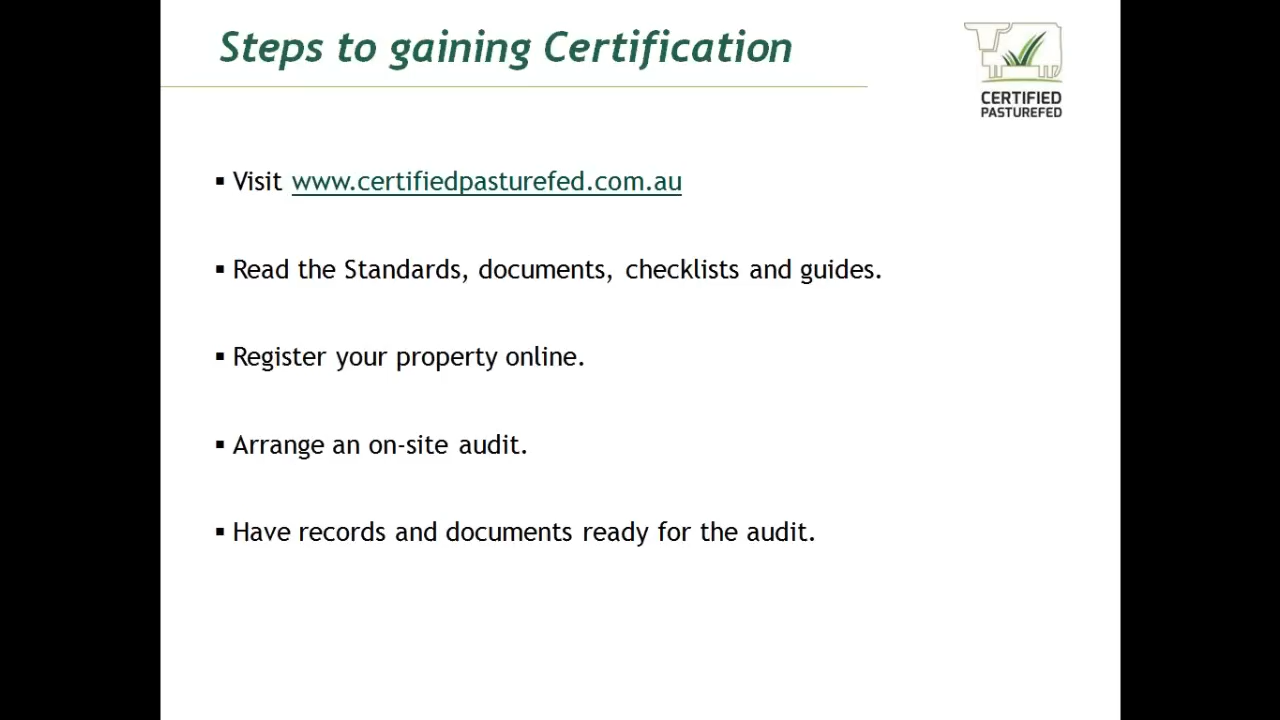 Steps to gaining Certification
CERTIFIED
PASTUREFED
▪ Visit www.certifiedpasturefed.com.au
▪ Read the Standards, documents, checklists and guides.
▪ Register your property online.
▪ Arrange an on-site audit.
▪ Have records and documents ready for the audit.